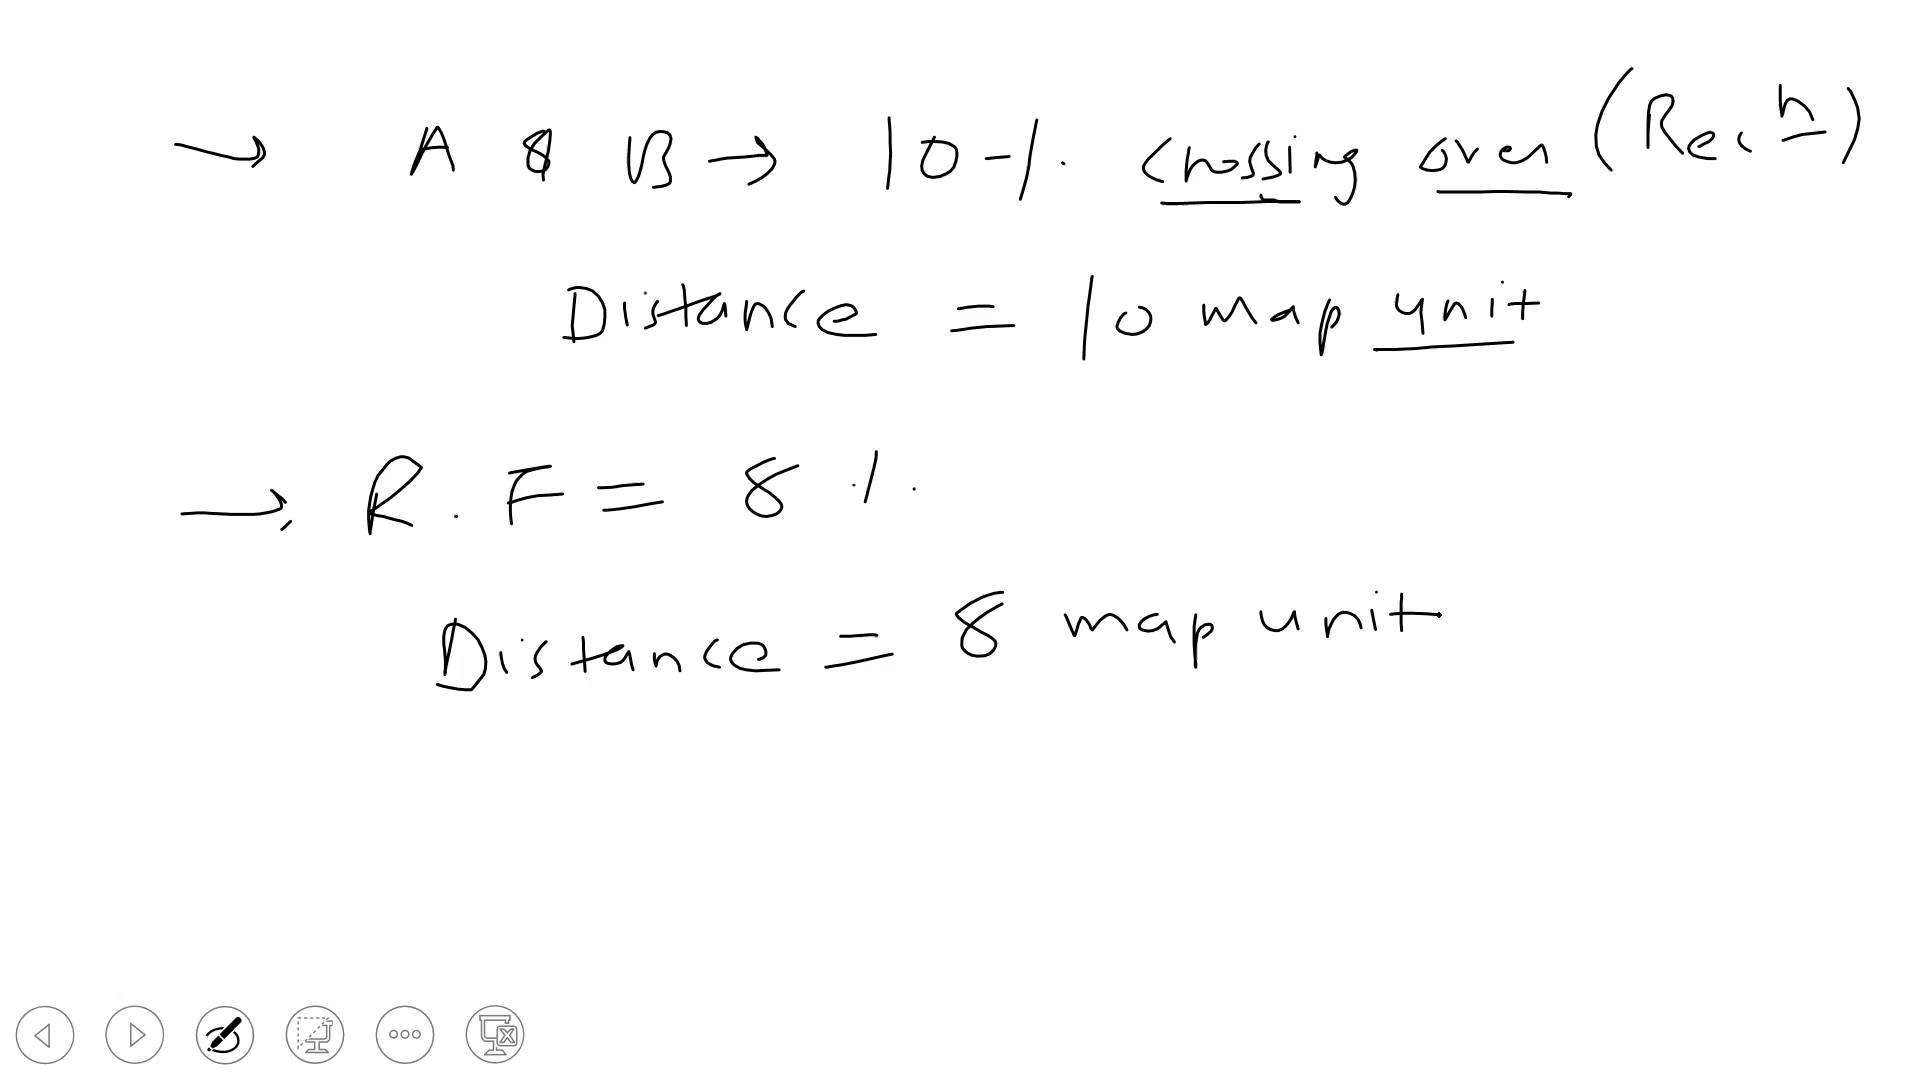 → A & B → 10 %. crossing over (Recⁿ)
Distance = 10 map unit
→ R.F = 8 %.
Distance = 8 map unit